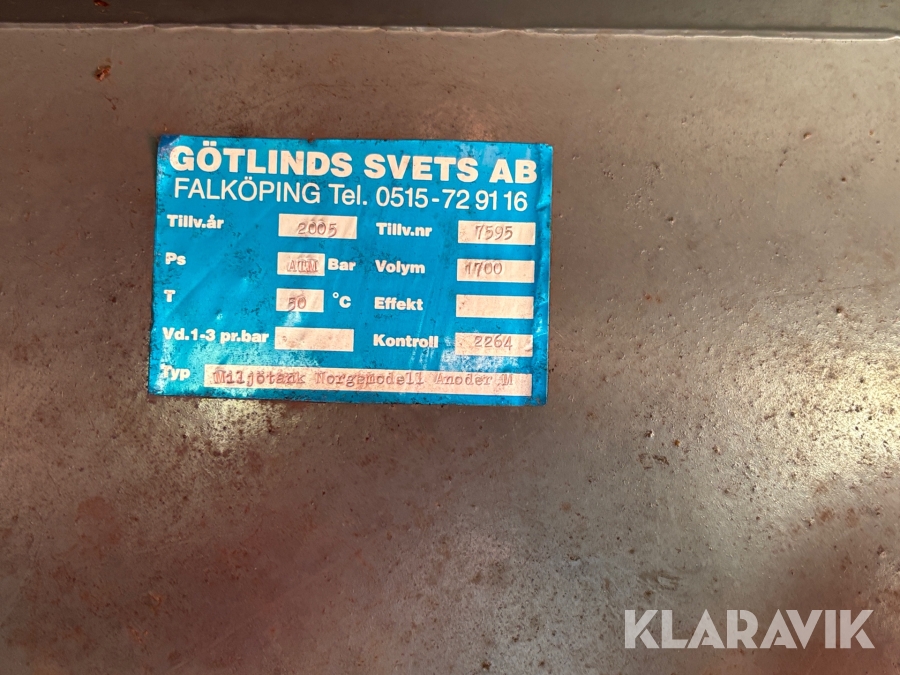 GÖTLINDS SVETS AB
FALKÖPING Tel. 0515-72 91 16
Tillv.år 2005 Tillv.nr 7595
Ps ATM Bar Volym 1700
T 50 °C Effekt
Vd.1-3 pr.bar Kontroll 2264
Typ Miljötank Norgemodell Anoder M
KLARAVIK